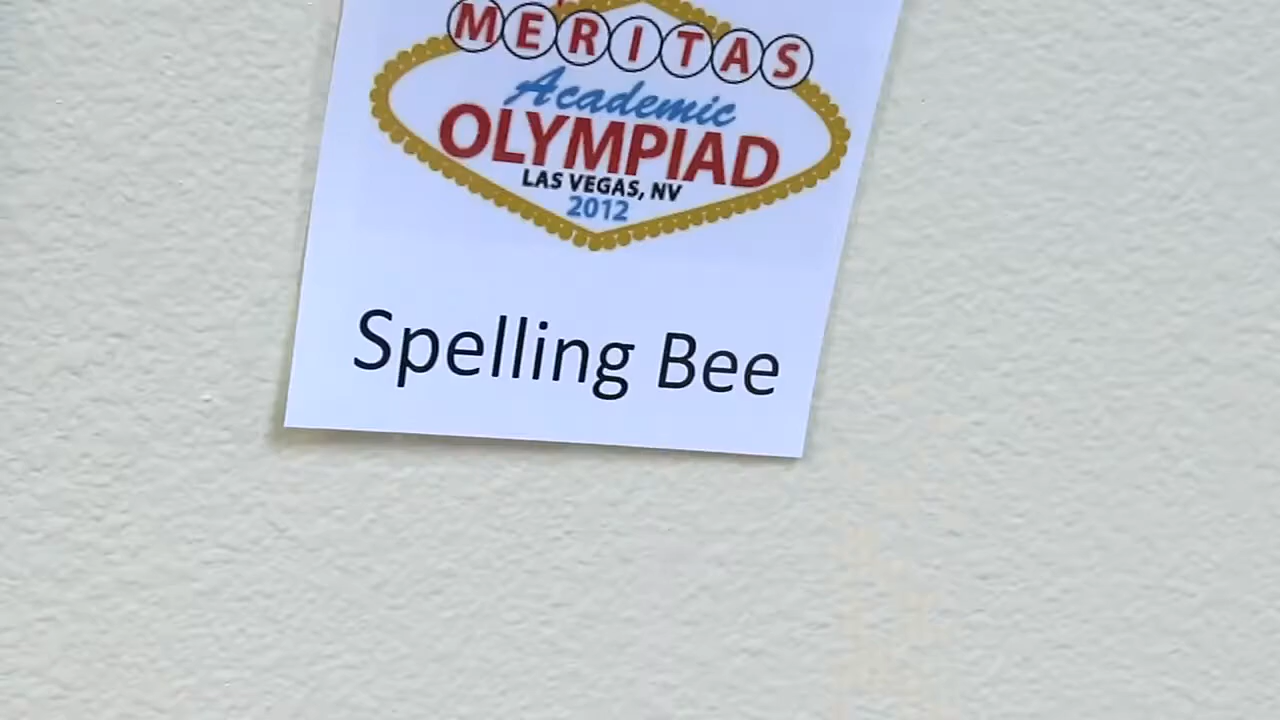 MERITAS
Academic
OLYMPIAD
LAS VEGAS, NV
2012
Spelling Bee